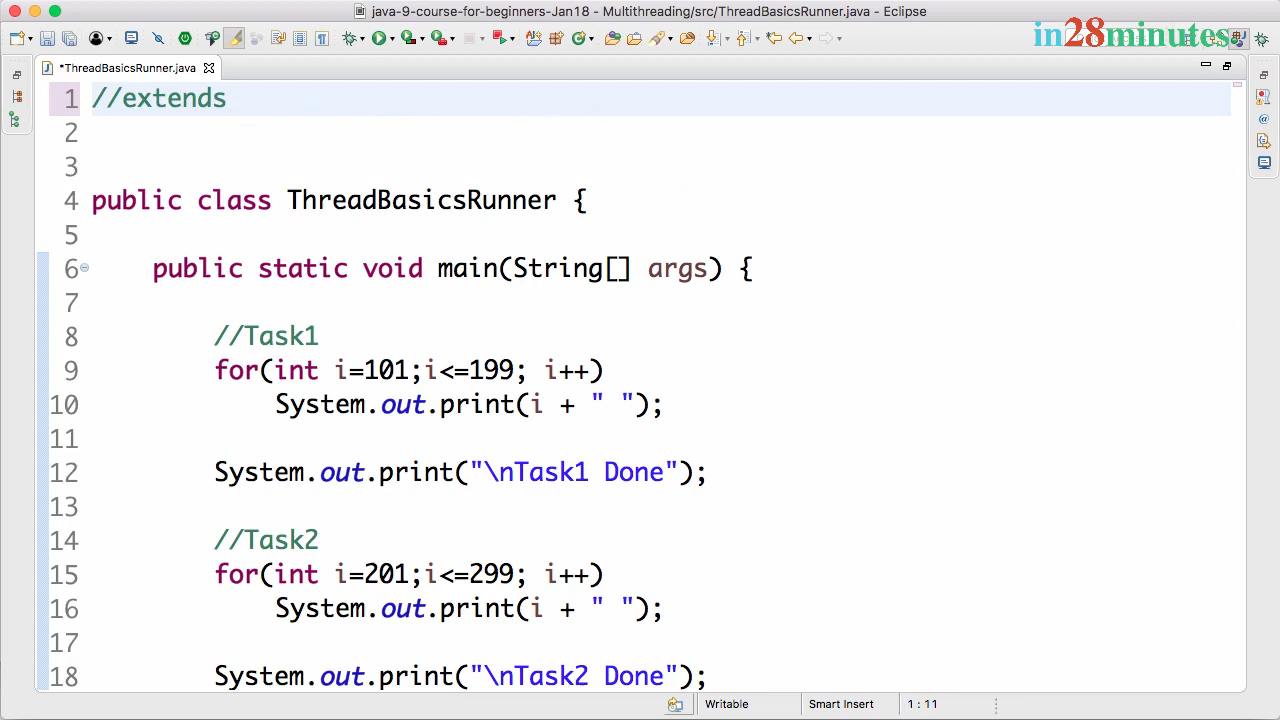 java-9-course-for-beginners-Jan18 - Multithreading/src/ThreadBasicsRunner.java - Eclipse
in28minutes
*ThreadBasicsRunner.java
1 //extends
2
3
4 public class ThreadBasicsRunner {
5
6 public static void main(String[] args) {
7
8 //Task1
9 for(int i=101;i<=199; i++)
10 System.out.print(i + " ");
11
12 System.out.print("\nTask1 Done");
13
14 //Task2
15 for(int i=201;i<=299; i++)
16 System.out.print(i + " ");
17
18 System.out.print("\nTask2 Done");
Writable Smart Insert 1 : 11